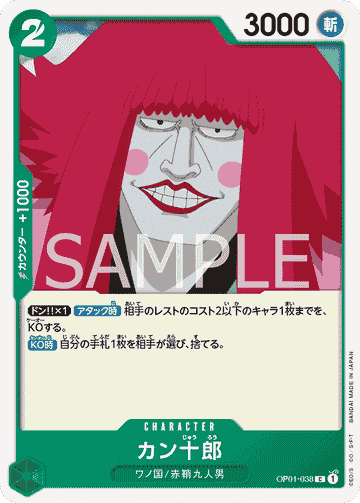 2
3000
斬
カウンター +1000
SAMPLE
ドン!!×1 アタック時 相手のレストのコスト2以下のキャラ1枚までを、
KOする。
KO時 自分の手札1枚を相手が選び、捨てる。
CHARACTER
カン十郎
ワノ国/赤鞘九人男
OP01-038 C 1
BANDAI MADE IN JAPAN